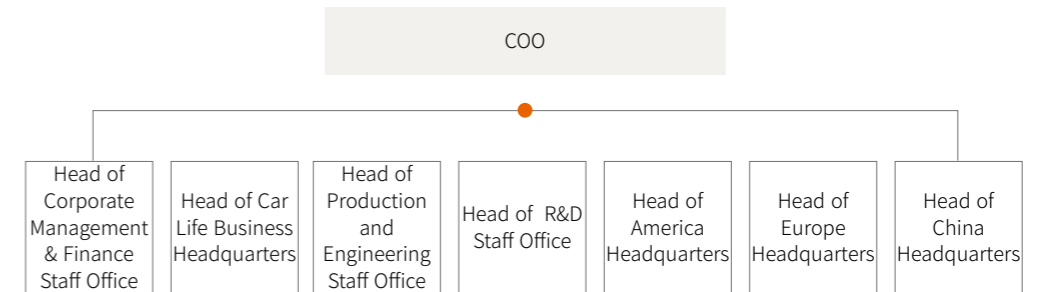 COO
Head of
Corporate
Management
& Finance
Staff Office
Head of Car
Life Business
Headquarters
Head of
Production
and
Engineering
Staff Office
Head of R&D
Staff Office
Head of
America
Headquarters
Head of
Europe
Headquarters
Head of
China
Headquarters